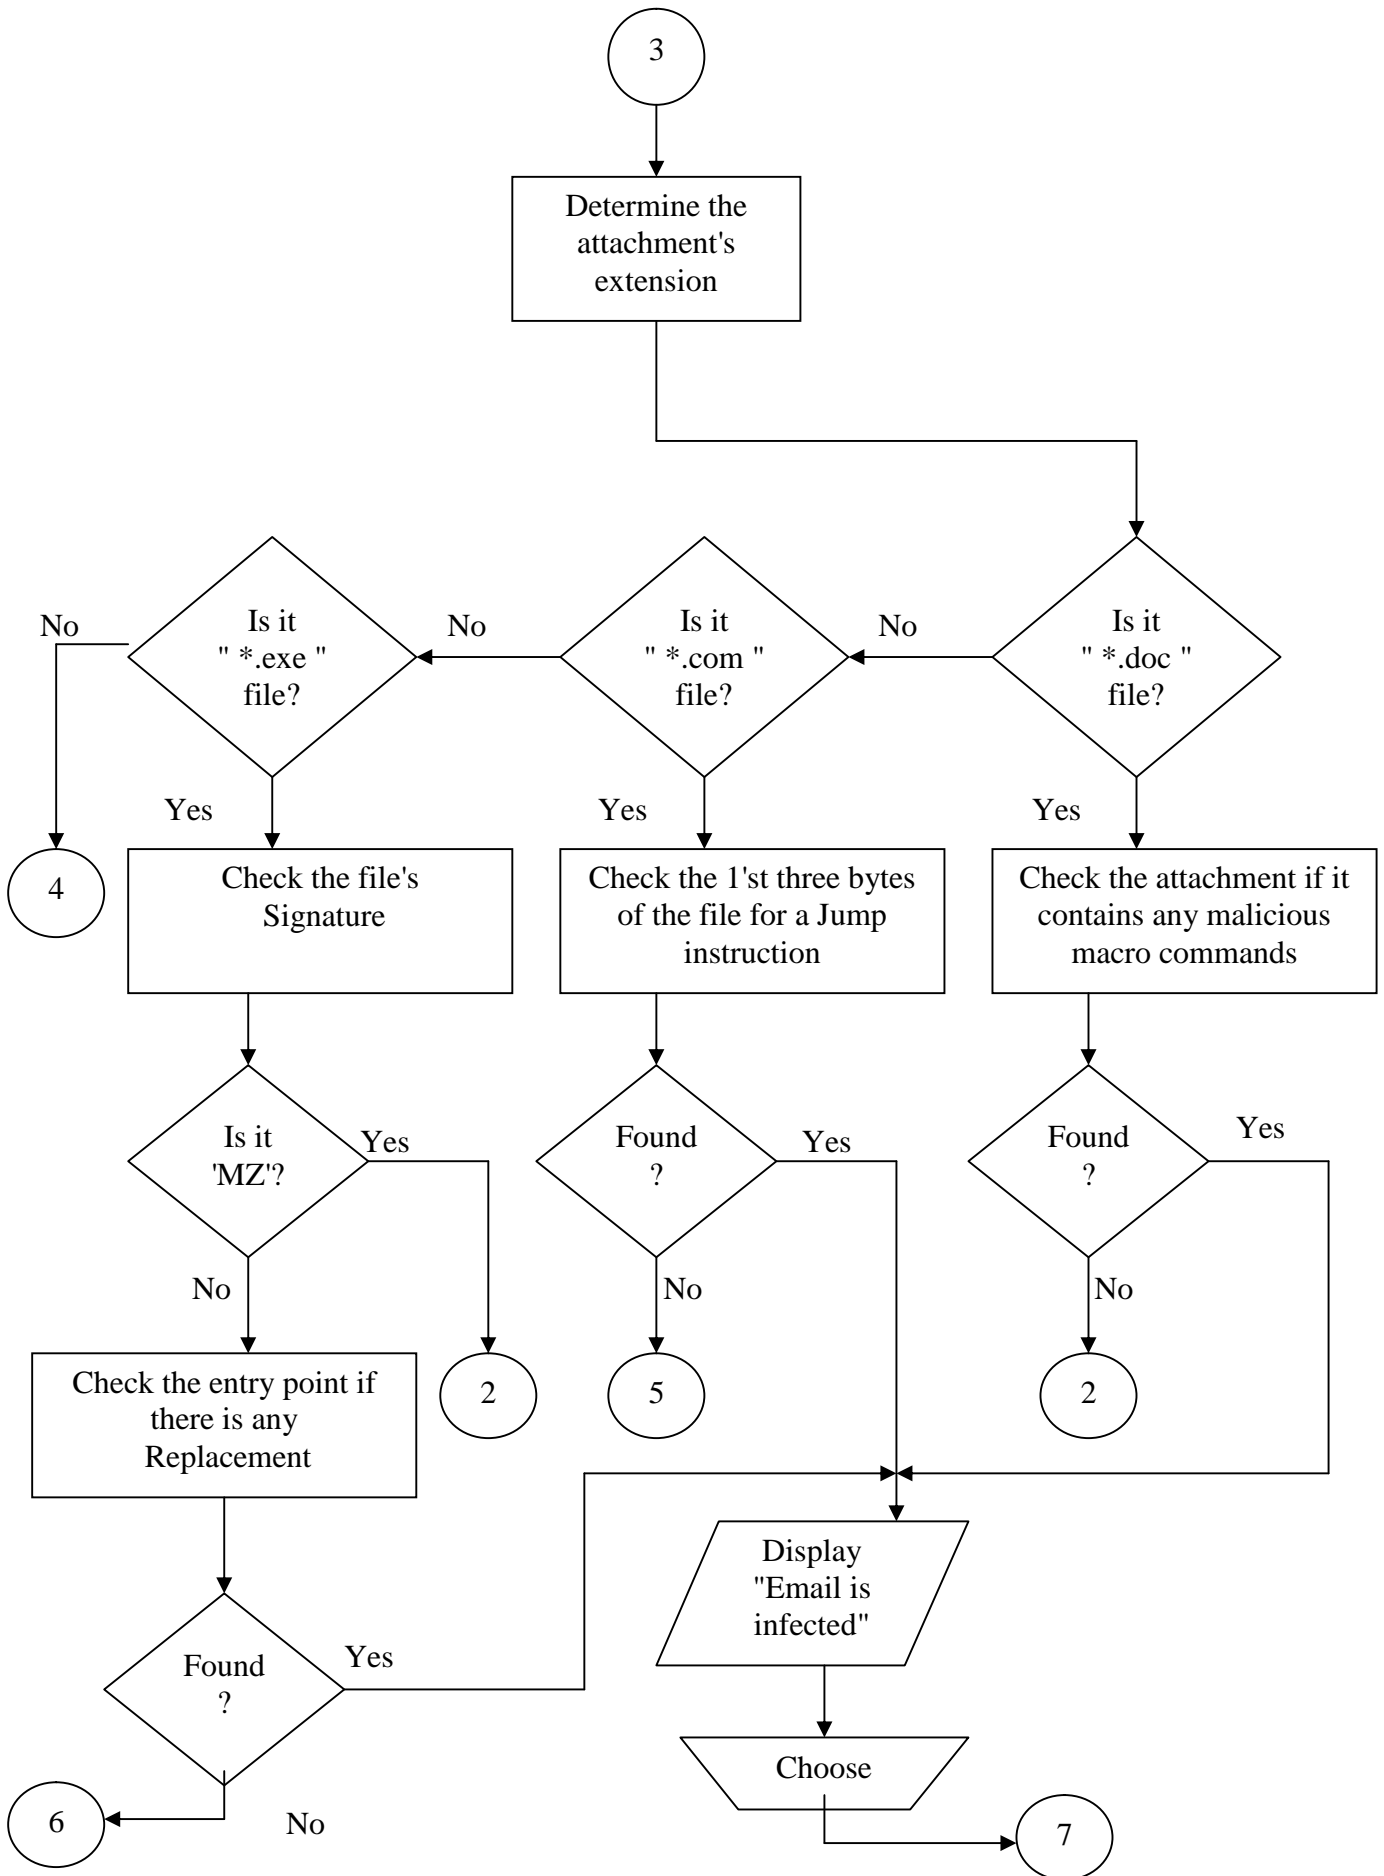 3
Determine the
attachment's
extension
Is it
" *.exe "
file?
Is it
" *.com "
file?
Is it
" *.doc "
file?
No
No
No
Yes
Yes
Yes
4
Check the file's
Signature
Check the 1'st three bytes
of the file for a Jump
instruction
Check the attachment if it
contains any malicious
macro commands
Is it
'MZ'?
Yes
Found
?
Yes
Found
?
Yes
No
No
No
Check the entry point if
there is any
Replacement
2
5
2
Display
"Email is
infected"
Found
?
Yes
Choose
6
No
7